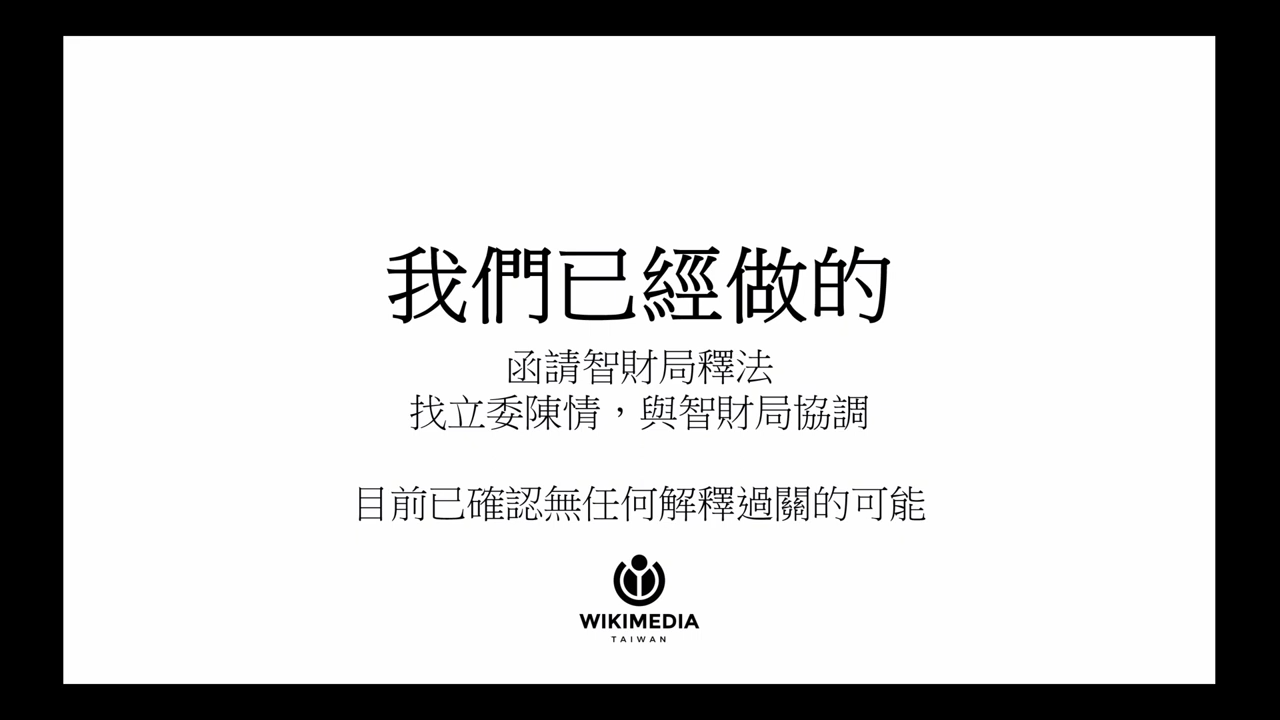 我們已經做的
函請智財局釋法
找立委陳情，與智財局協調
目前已確認無任何解釋過關的可能
WIKIMEDIA
TAIWAN